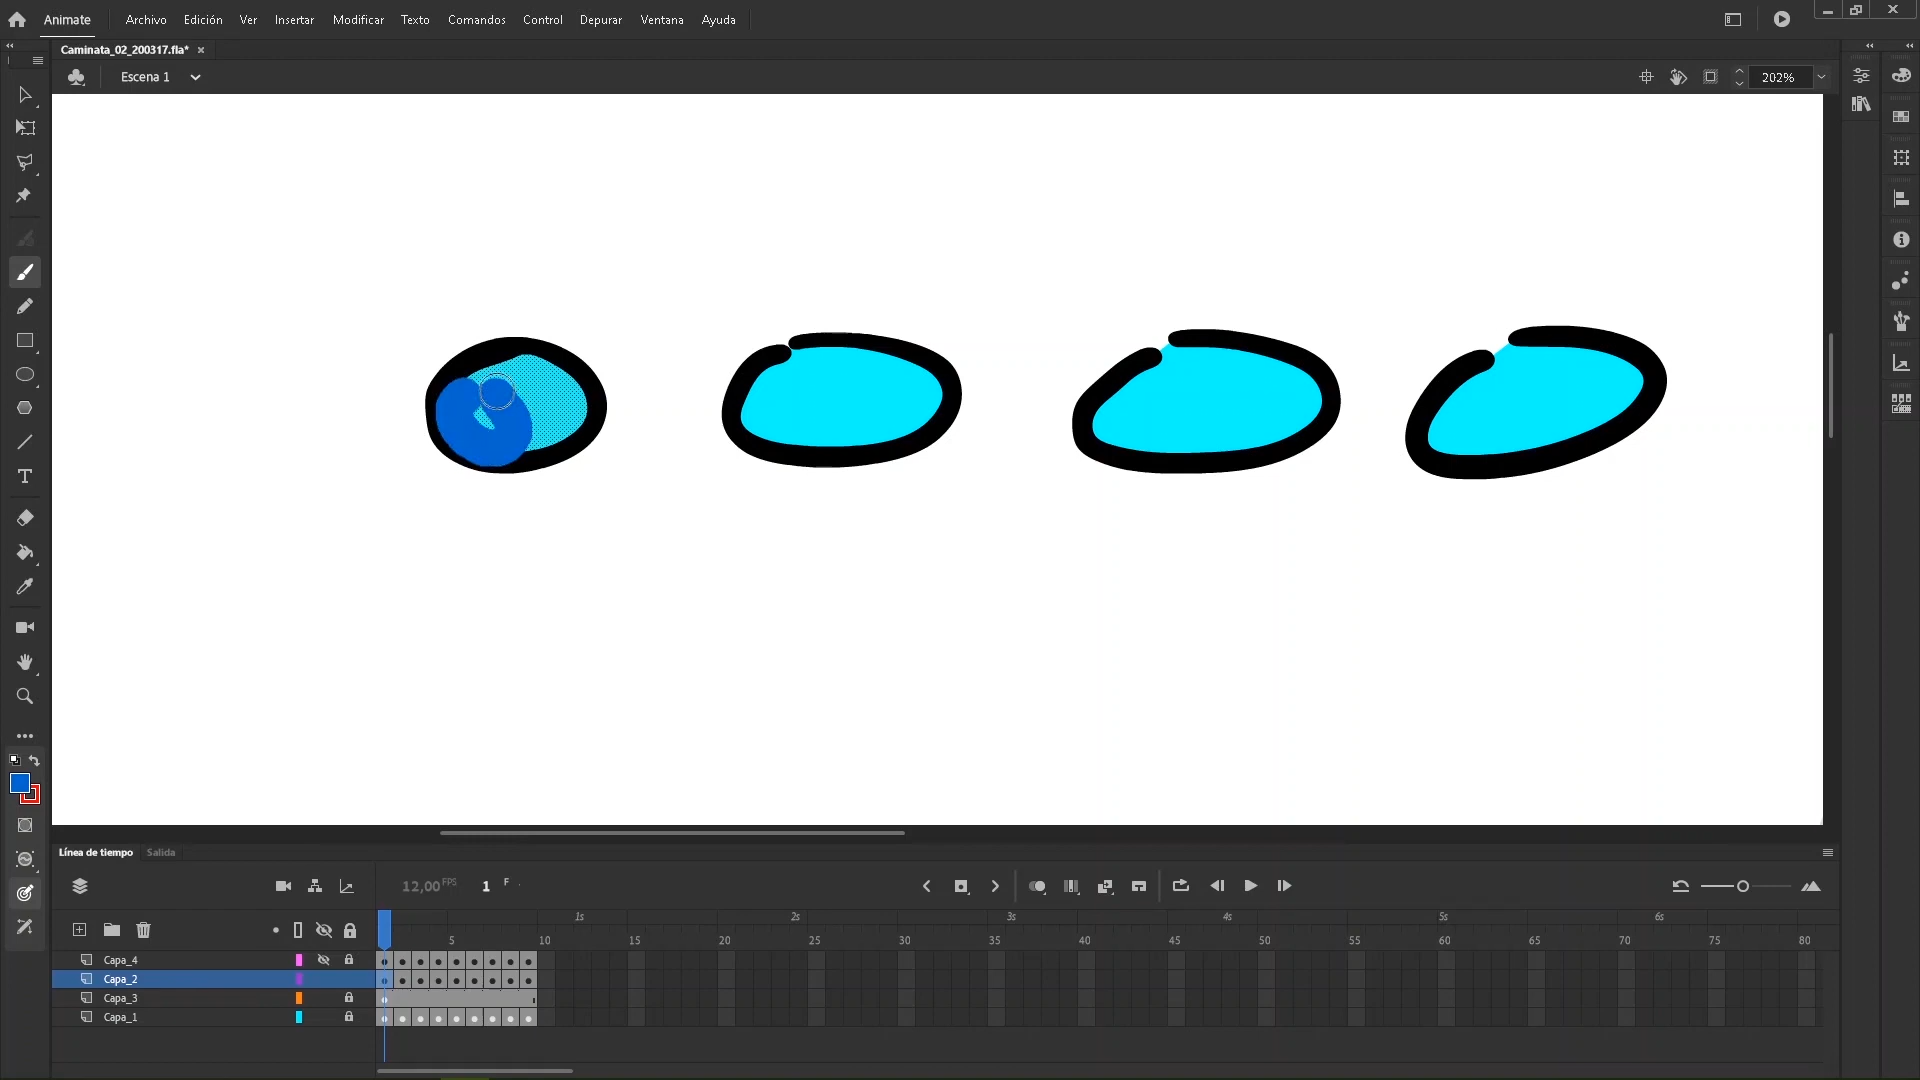 Animate Archivo Edición Ver Insertar Modificar Texto Comandos Control Depurar Ventana Ayuda
Caminata_02_200317.fla*
Escena 1
202%
Línea de tiempo Salida
12,00 FPS 1 F
1s 2s 3s 4s 5s 6s
5 10 15 20 25 30 35 40 45 50 55 60 65 70 75 80
Capa_4
Capa_2
Capa_3
Capa_1